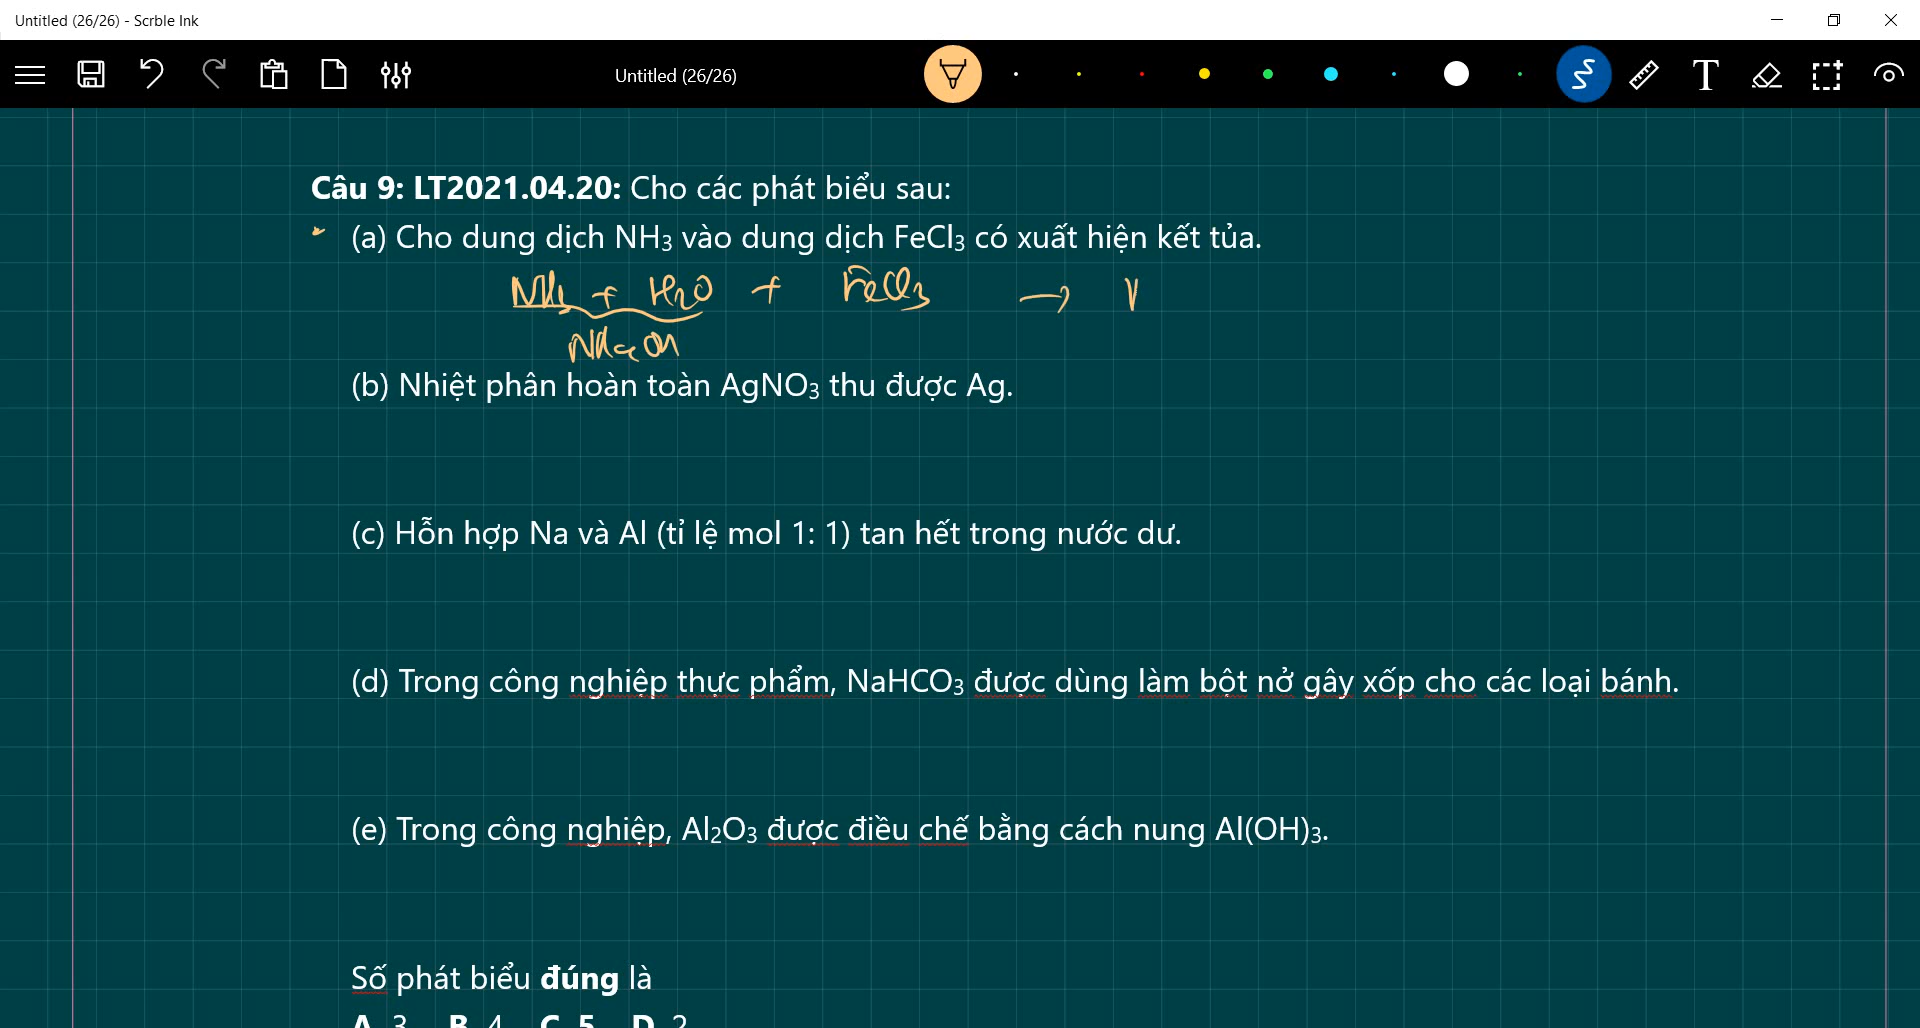 Untitled (26/26) - Scrble Ink
Untitled (26/26)
Câu 9: LT2021.04.20: Cho các phát biểu sau:
(a) Cho dung dịch NH₃ vào dung dịch FeCl₃ có xuất hiện kết tủa.
NH₃ + H₂O + FeCl₃ →
NH₄OH
(b) Nhiệt phân hoàn toàn AgNO₃ thu được Ag.
(c) Hỗn hợp Na và Al (tỉ lệ mol 1: 1) tan hết trong nước dư.
(d) Trong công nghiệp thực phẩm, NaHCO₃ được dùng làm bột nở gây xốp cho các loại bánh.
(e) Trong công nghiệp, Al₂O₃ được điều chế bằng cách nung Al(OH)₃.
Số phát biểu đúng là
A. 3 B. 4 C. 5 D. 2